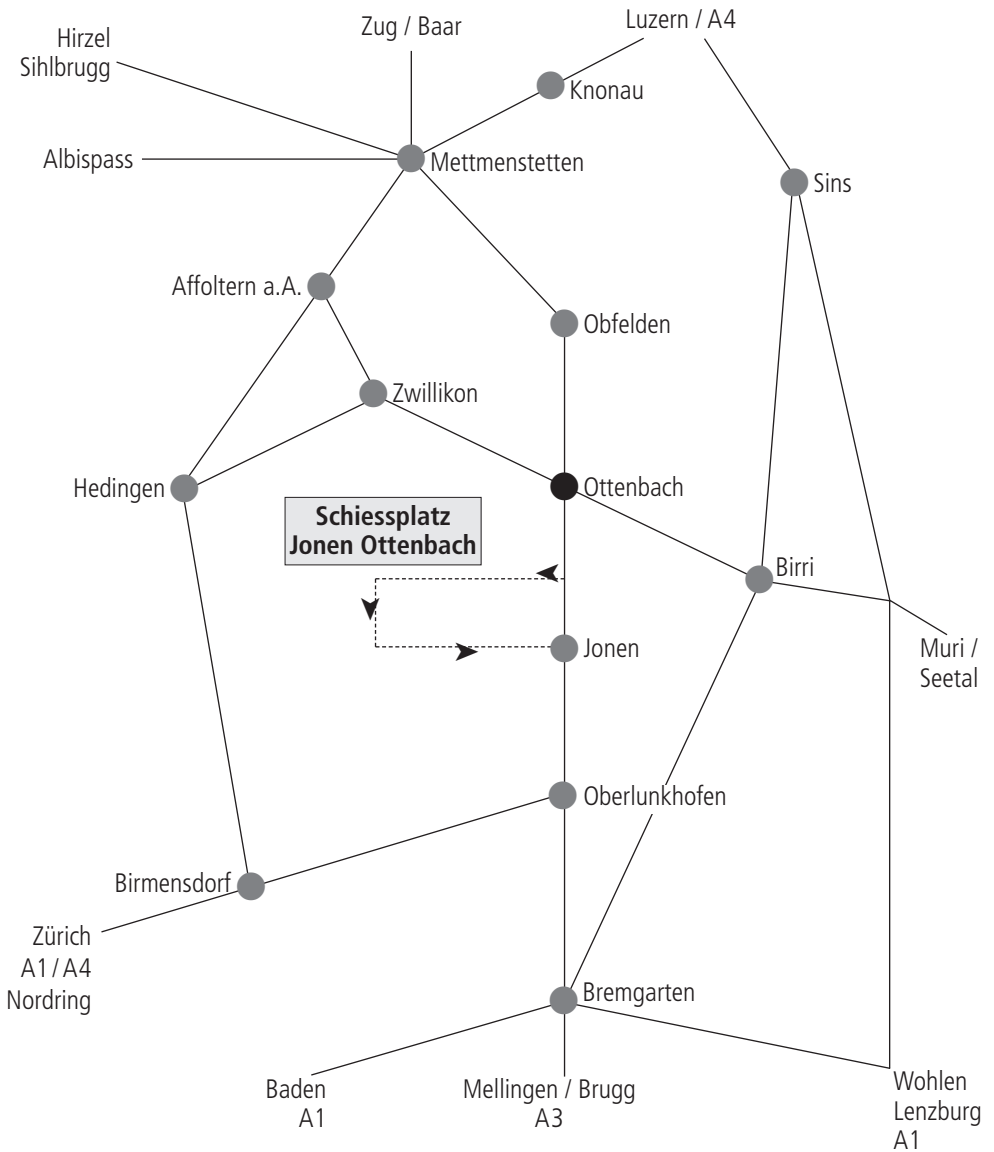 Zug / Baar
Luzern / A4
Hirzel
Sihlbrugg
Knonau
Albispass
Mettmenstetten
Sins
Affoltern a.A.
Obfelden
Zwillikon
Hedingen
Ottenbach
Schiessplatz
Jonen Ottenbach
Birri
Jonen
Muri /
Seetal
Oberlunkhofen
Birmensdorf
Zürich
A1 / A4
Nordring
Bremgarten
Baden
A1
Mellingen / Brugg
A3
Wohlen
Lenzburg
A1